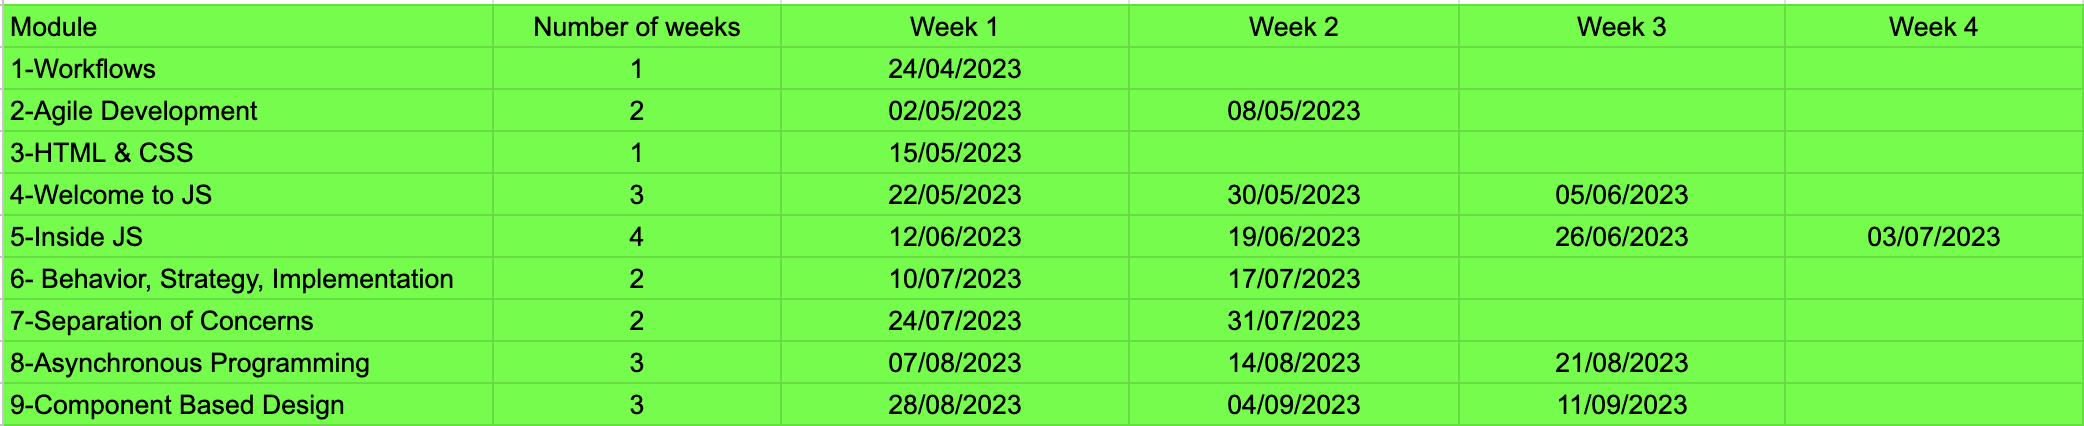 Module Number of weeks Week 1 Week 2 Week 3 Week 4
1-Workflows 1 24/04/2023
2-Agile Development 2 02/05/2023 08/05/2023
3-HTML & CSS 1 15/05/2023
4-Welcome to JS 3 22/05/2023 30/05/2023 05/06/2023
5-Inside JS 4 12/06/2023 19/06/2023 26/06/2023 03/07/2023
6- Behavior, Strategy, Implementation 2 10/07/2023 17/07/2023
7-Separation of Concerns 2 24/07/2023 31/07/2023
8-Asynchronous Programming 3 07/08/2023 14/08/2023 21/08/2023
9-Component Based Design 3 28/08/2023 04/09/2023 11/09/2023